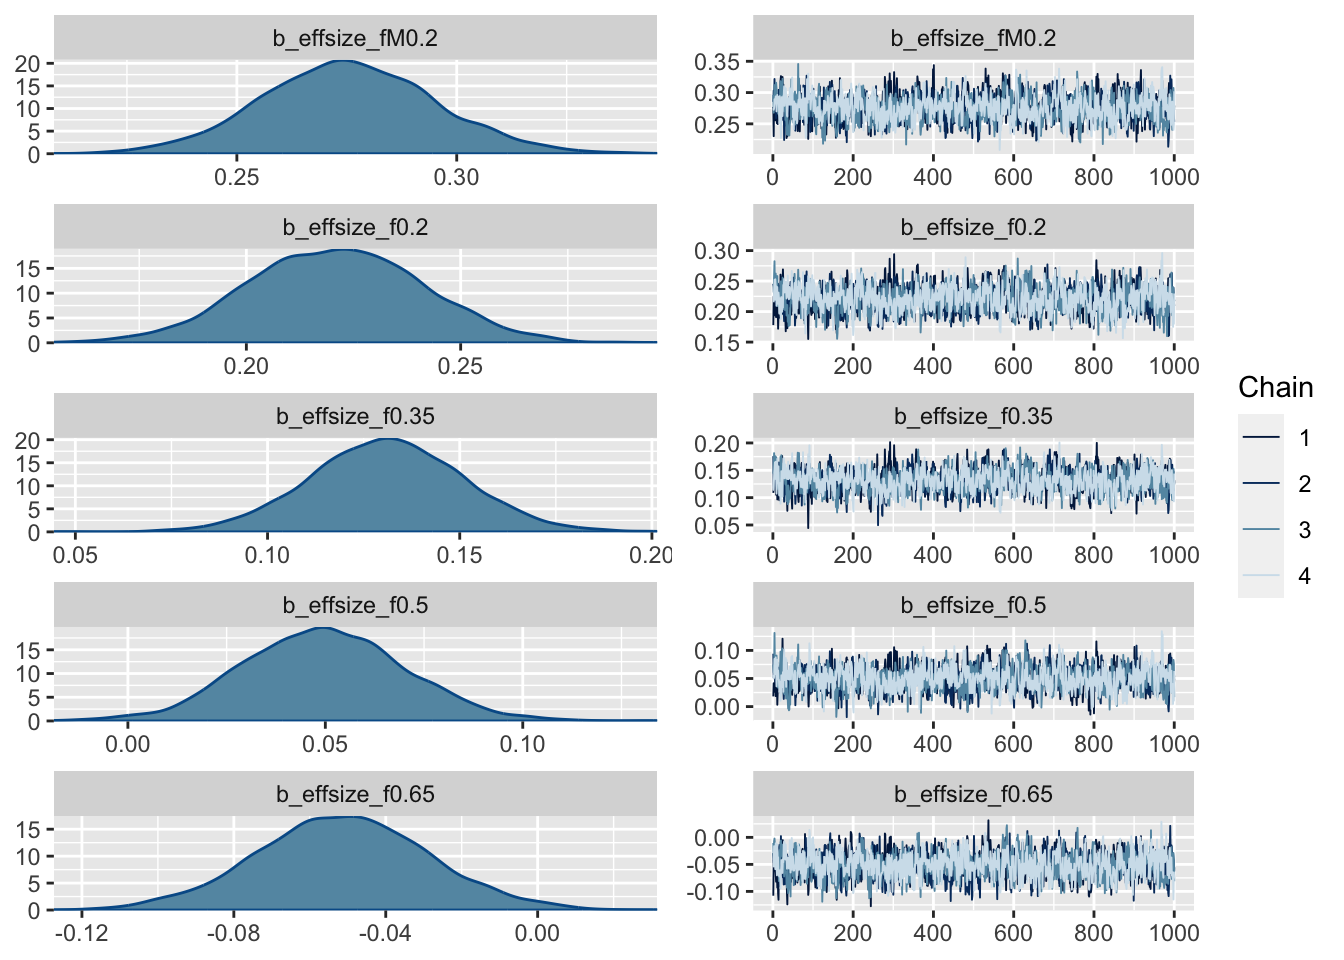 b_effsize_fM0.2
20
15
10
5
0
0.25 0.30
b_effsize_fM0.2
0.35
0.30
0.25
0 200 400 600 800 1000
b_effsize_f0.2
15
10
5
0
0.20 0.25
b_effsize_f0.2
0.30
0.25
0.20
0.15
0 200 400 600 800 1000
b_effsize_f0.35
20
15
10
5
0
0.05 0.10 0.15 0.20
b_effsize_f0.35
0.20
0.15
0.10
0.05
0 200 400 600 800 1000
b_effsize_f0.5
15
10
5
0
0.00 0.05 0.10
b_effsize_f0.5
0.10
0.05
0.00
0 200 400 600 800 1000
b_effsize_f0.65
15
10
5
0
-0.12 -0.08 -0.04 0.00
b_effsize_f0.65
0.00
-0.05
-0.10
0 200 400 600 800 1000
Chain
1
2
3
4